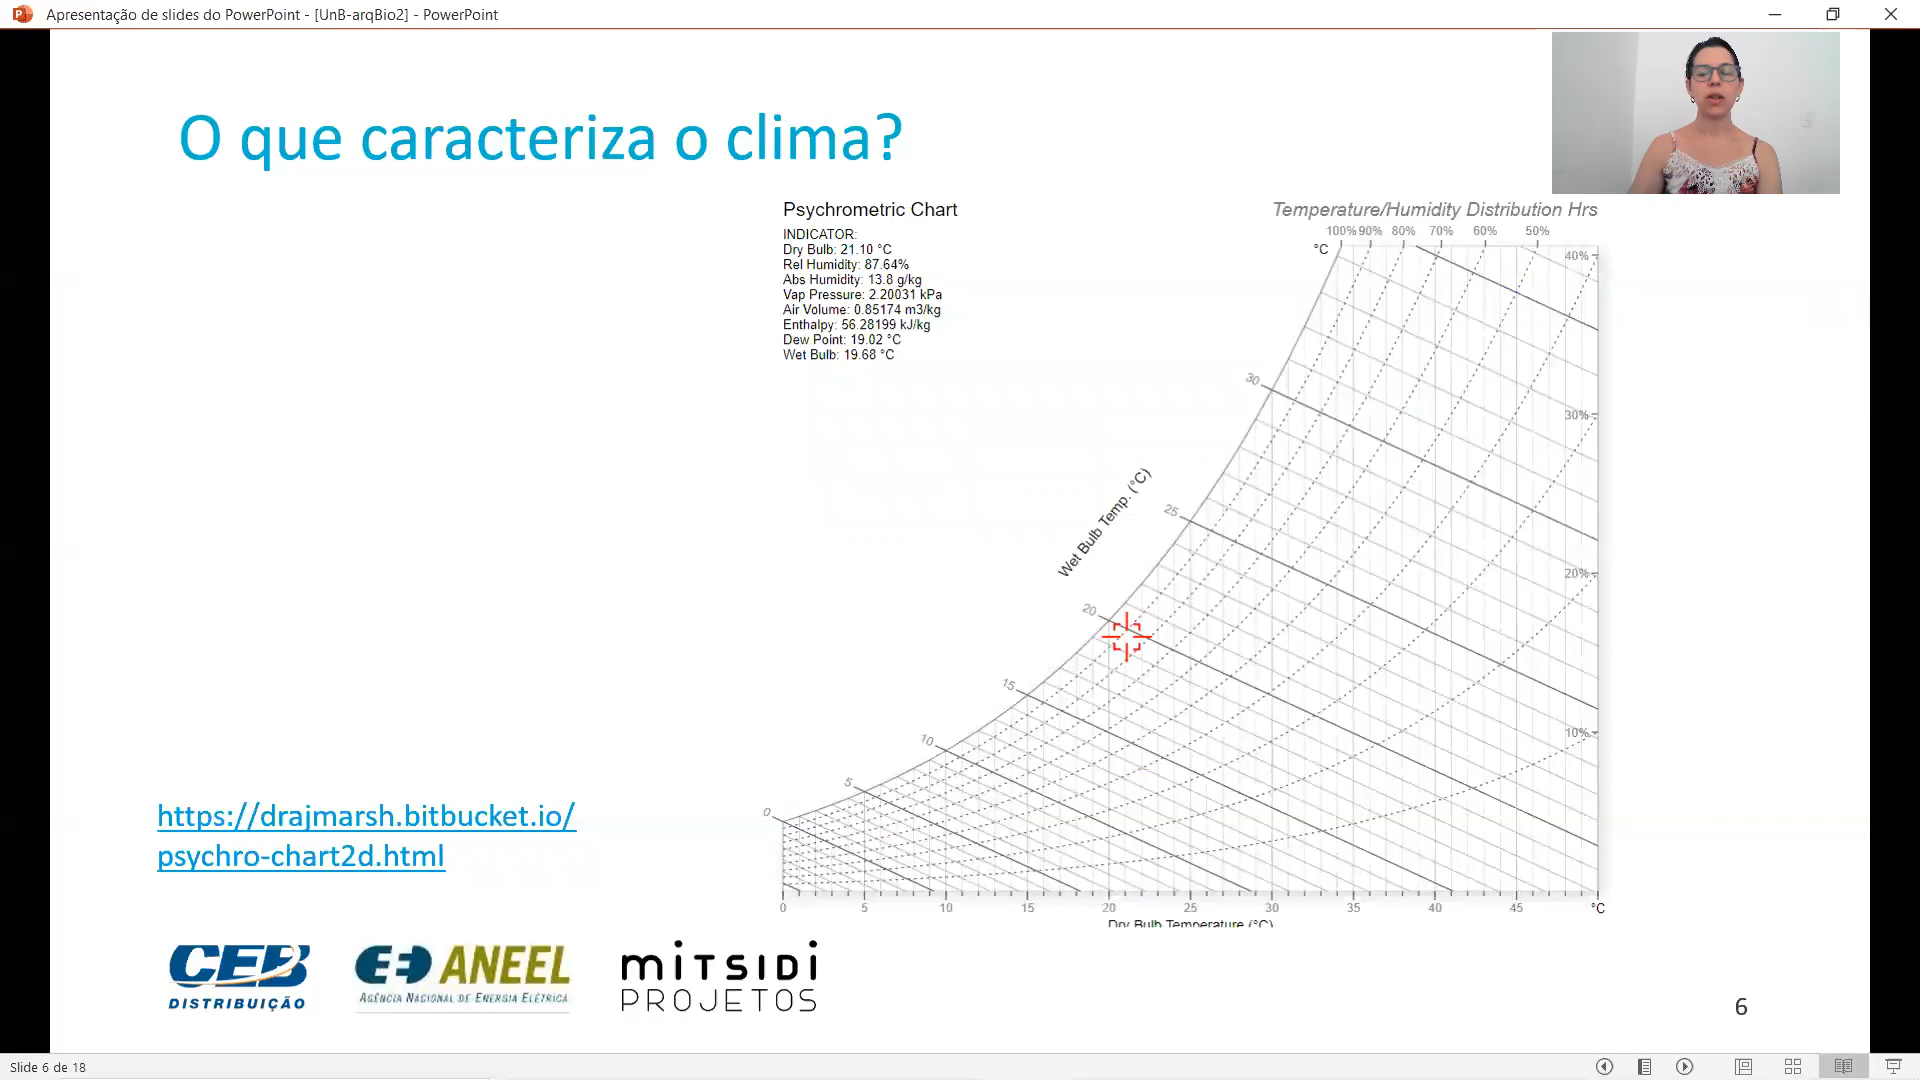 Apresentação de slides do PowerPoint - [UnB-arqBio2] - PowerPoint
O que caracteriza o clima?
Psychrometric Chart
Temperature/Humidity Distribution Hrs
INDICATOR:
Dry Bulb: 21.10 °C
Rel Humidity: 87.64%
Abs Humidity: 13.8 g/kg
Vap Pressure: 2.20031 kPa
Air Volume: 0.85174 m3/kg
Enthalpy: 56.28199 kJ/kg
Dew Point: 19.02 °C
Wet Bulb: 19.68 °C
100% 90% 80% 70% 60% 50%
°C
40%
30%
20%
10%
Wet Bulb Temp. (°C)
30
25
20
15
10
5
0
0 5 10 15 20 25 30 35 40 45 °C
Dry Bulb Temperature (°C)
https://drajmarsh.bitbucket.io/
psychro-chart2d.html
CEB
DISTRIBUIÇÃO
ANEEL
AGÊNCIA NACIONAL DE ENERGIA ELÉTRICA
MITSIDI
PROJETOS
6
Slide 6 de 18